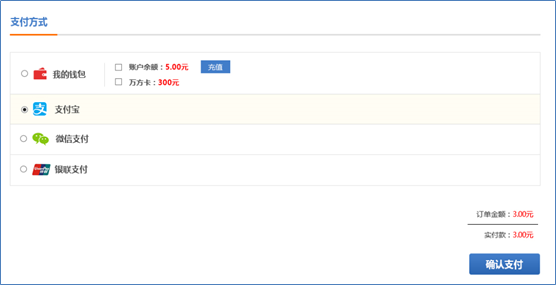 支付方式
我的钱包
账户余额：5.00元 充值
万方卡：300元
支付宝
微信支付
银联支付
订单金额：3.00元
实付款：3.00元
确认支付